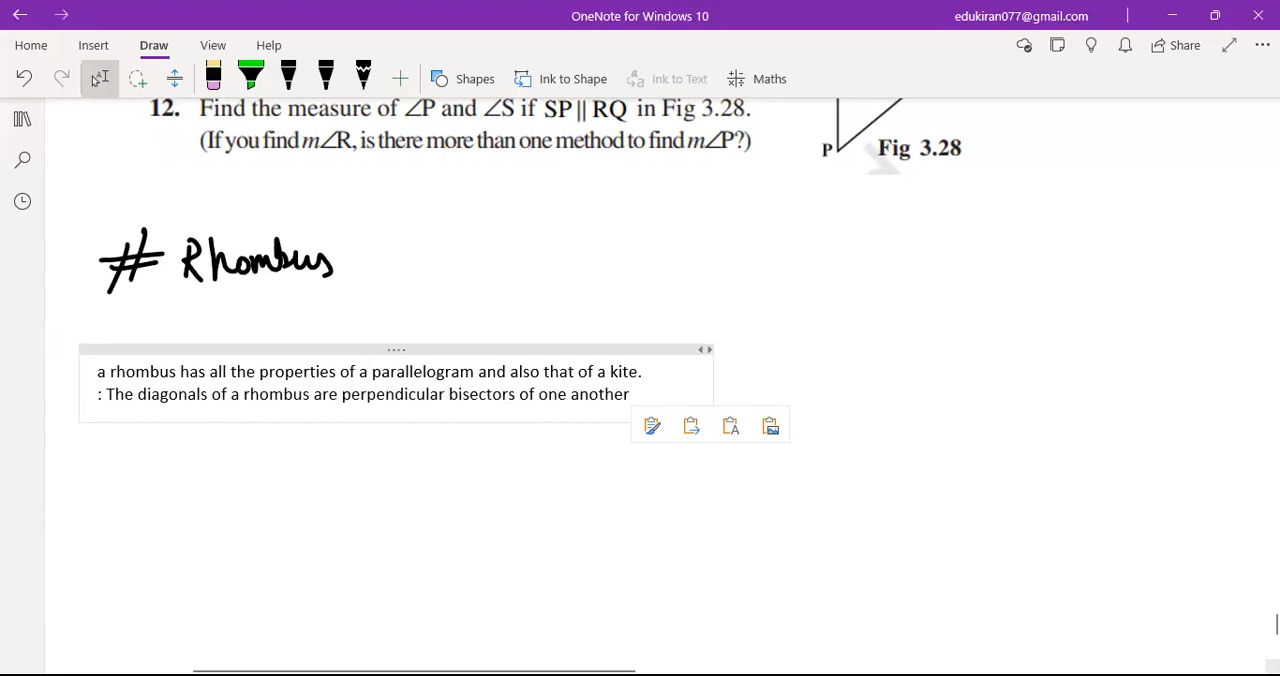 OneNote for Windows 10
edukiran077@gmail.com
Home Insert Draw View Help
Share
Shapes Ink to Shape Ink to Text Maths
12. Find the measure of ∠P and ∠S if SP || RQ in Fig 3.28.
(If you find m∠R, is there more than one method to find m∠P?)
P Fig 3.28
# Rhombus
a rhombus has all the properties of a parallelogram and also that of a kite.
: The diagonals of a rhombus are perpendicular bisectors of one another